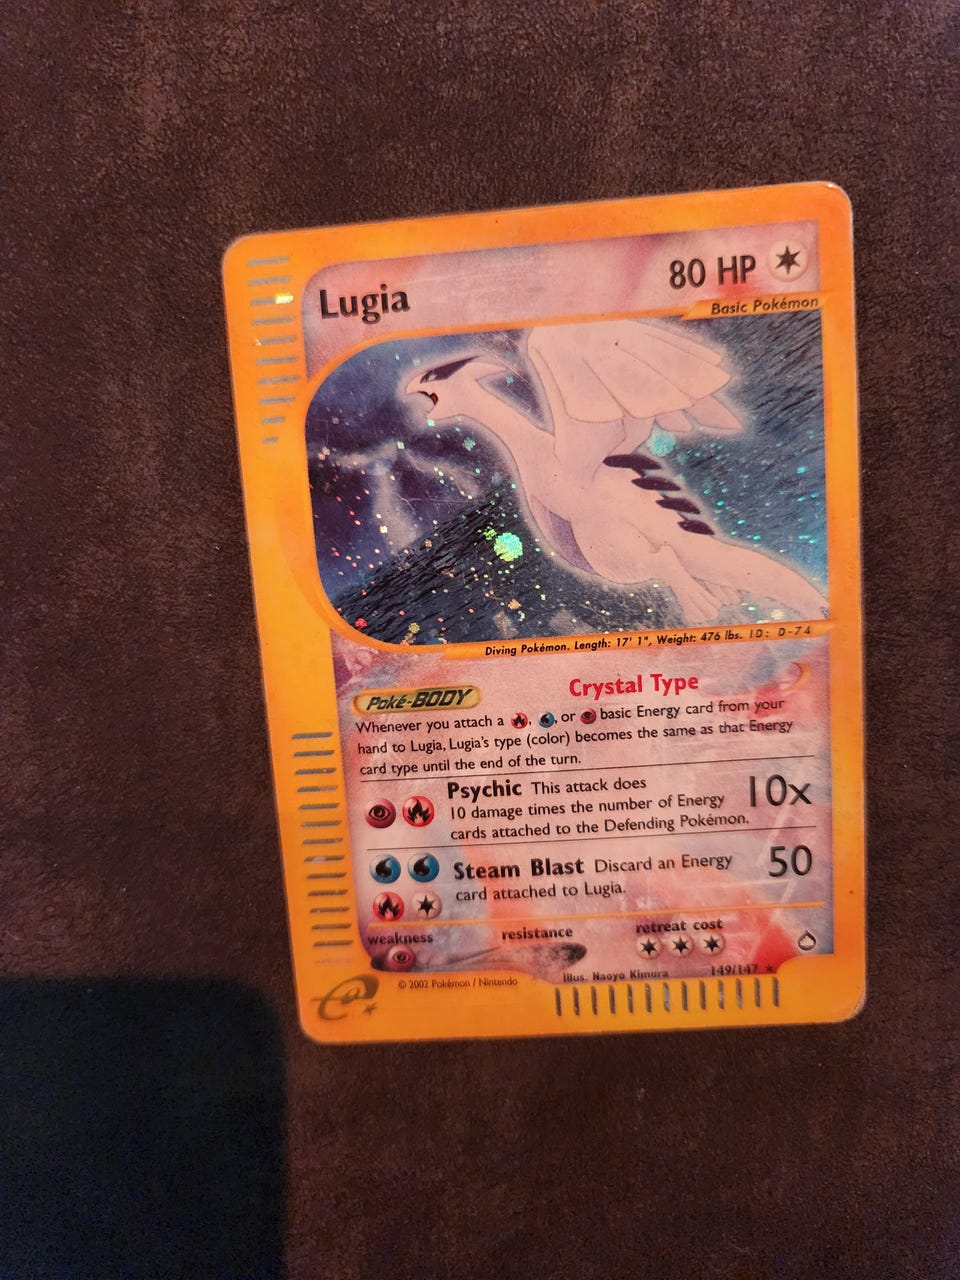 Lugia
80 HP
Basic Pokémon
Diving Pokémon. Length: 17' 1", Weight: 476 lbs. ID: D-74
Poké-BODY
Crystal Type
Whenever you attach a , , or basic Energy card from your
hand to Lugia, Lugia's type (color) becomes the same as that Energy
card type until the end of the turn.
Psychic This attack does
10 damage times the number of Energy
cards attached to the Defending Pokémon.
10x
Steam Blast Discard an Energy
card attached to Lugia.
50
weakness
resistance
retreat cost
Illus. Naoyo Kimura
149/147 ★
© 2002 Pokémon / Nintendo
e